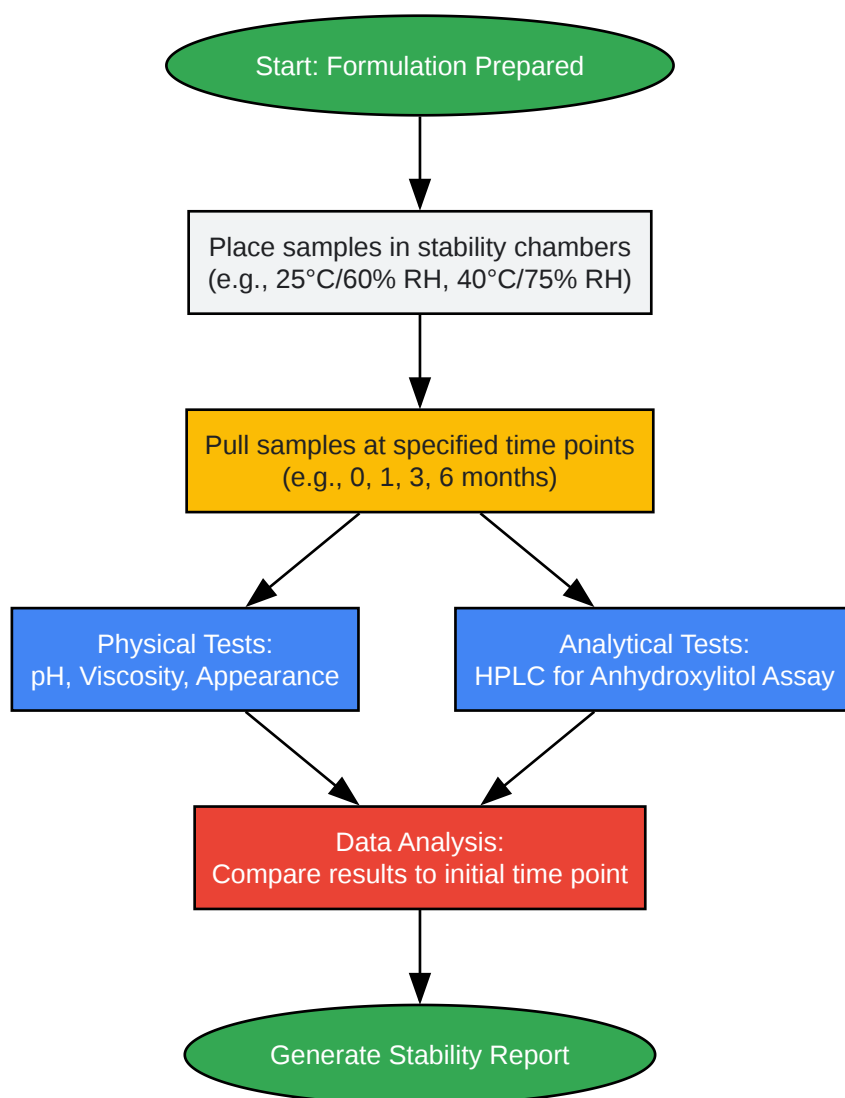 Start: Formulation Prepared
Place samples in stability chambers
(e.g., 25°C/60% RH, 40°C/75% RH)
Pull samples at specified time points
(e.g., 0, 1, 3, 6 months)
Physical Tests:
pH, Viscosity, Appearance
Analytical Tests:
HPLC for Anhydroxylitol Assay
Data Analysis:
Compare results to initial time point
Generate Stability Report